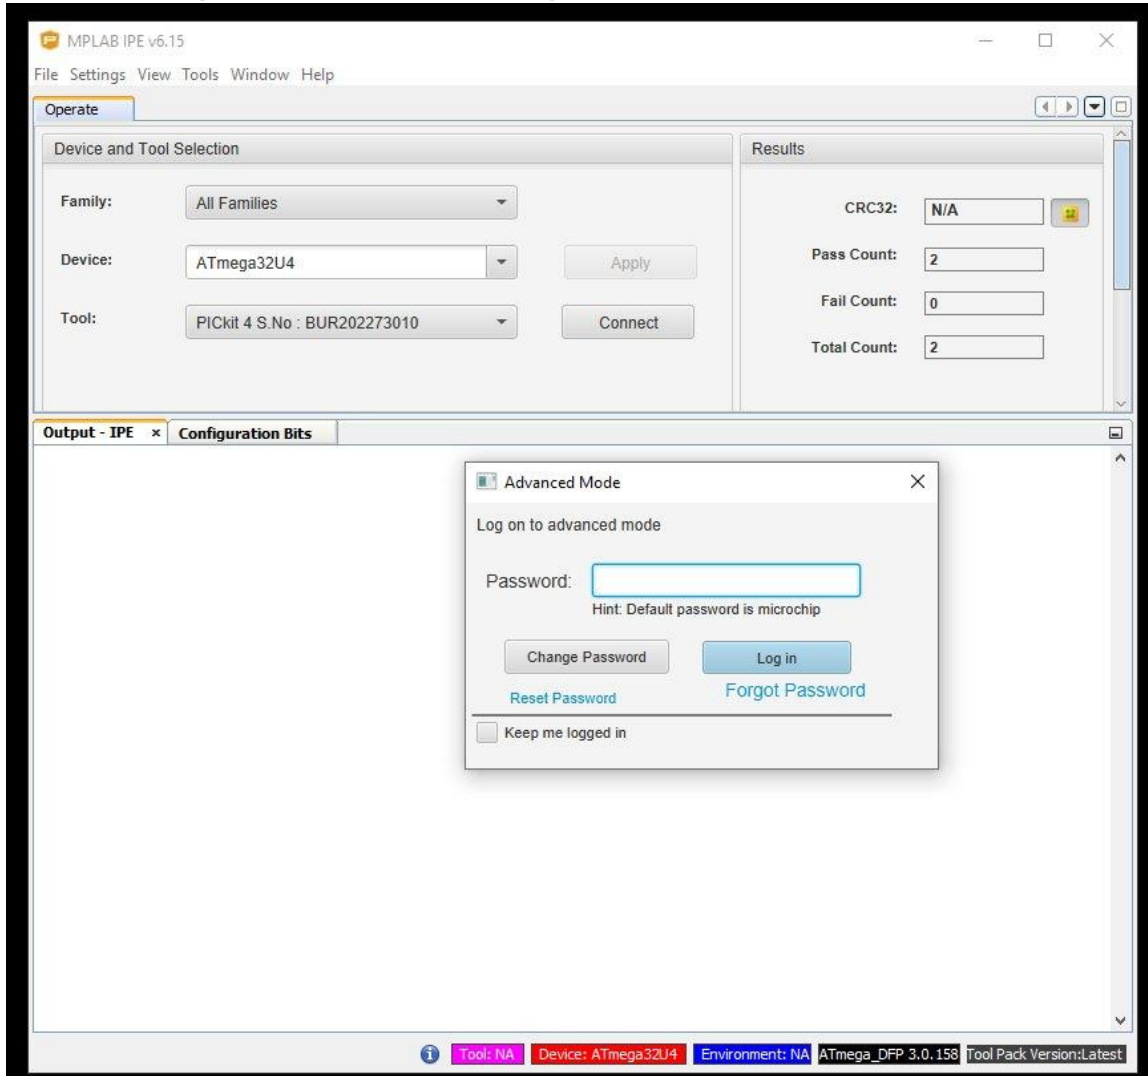 MPLAB IPE v6.15
File Settings View Tools Window Help
Operate
Device and Tool Selection
Results
Family: All Families
CRC32: N/A
Device: ATmega32U4 Apply
Pass Count: 2
Fail Count: 0
Tool: PICkit 4 S.No : BUR202273010 Connect
Total Count: 2
Output - IPE × Configuration Bits
Advanced Mode
Log on to advanced mode
Password:
Hint: Default password is microchip
Change Password Log in
Reset Password Forgot Password
Keep me logged in
Tool: NA Device: ATmega32U4 Environment: NA ATmega_DFP 3.0.158 Tool Pack Version:Latest